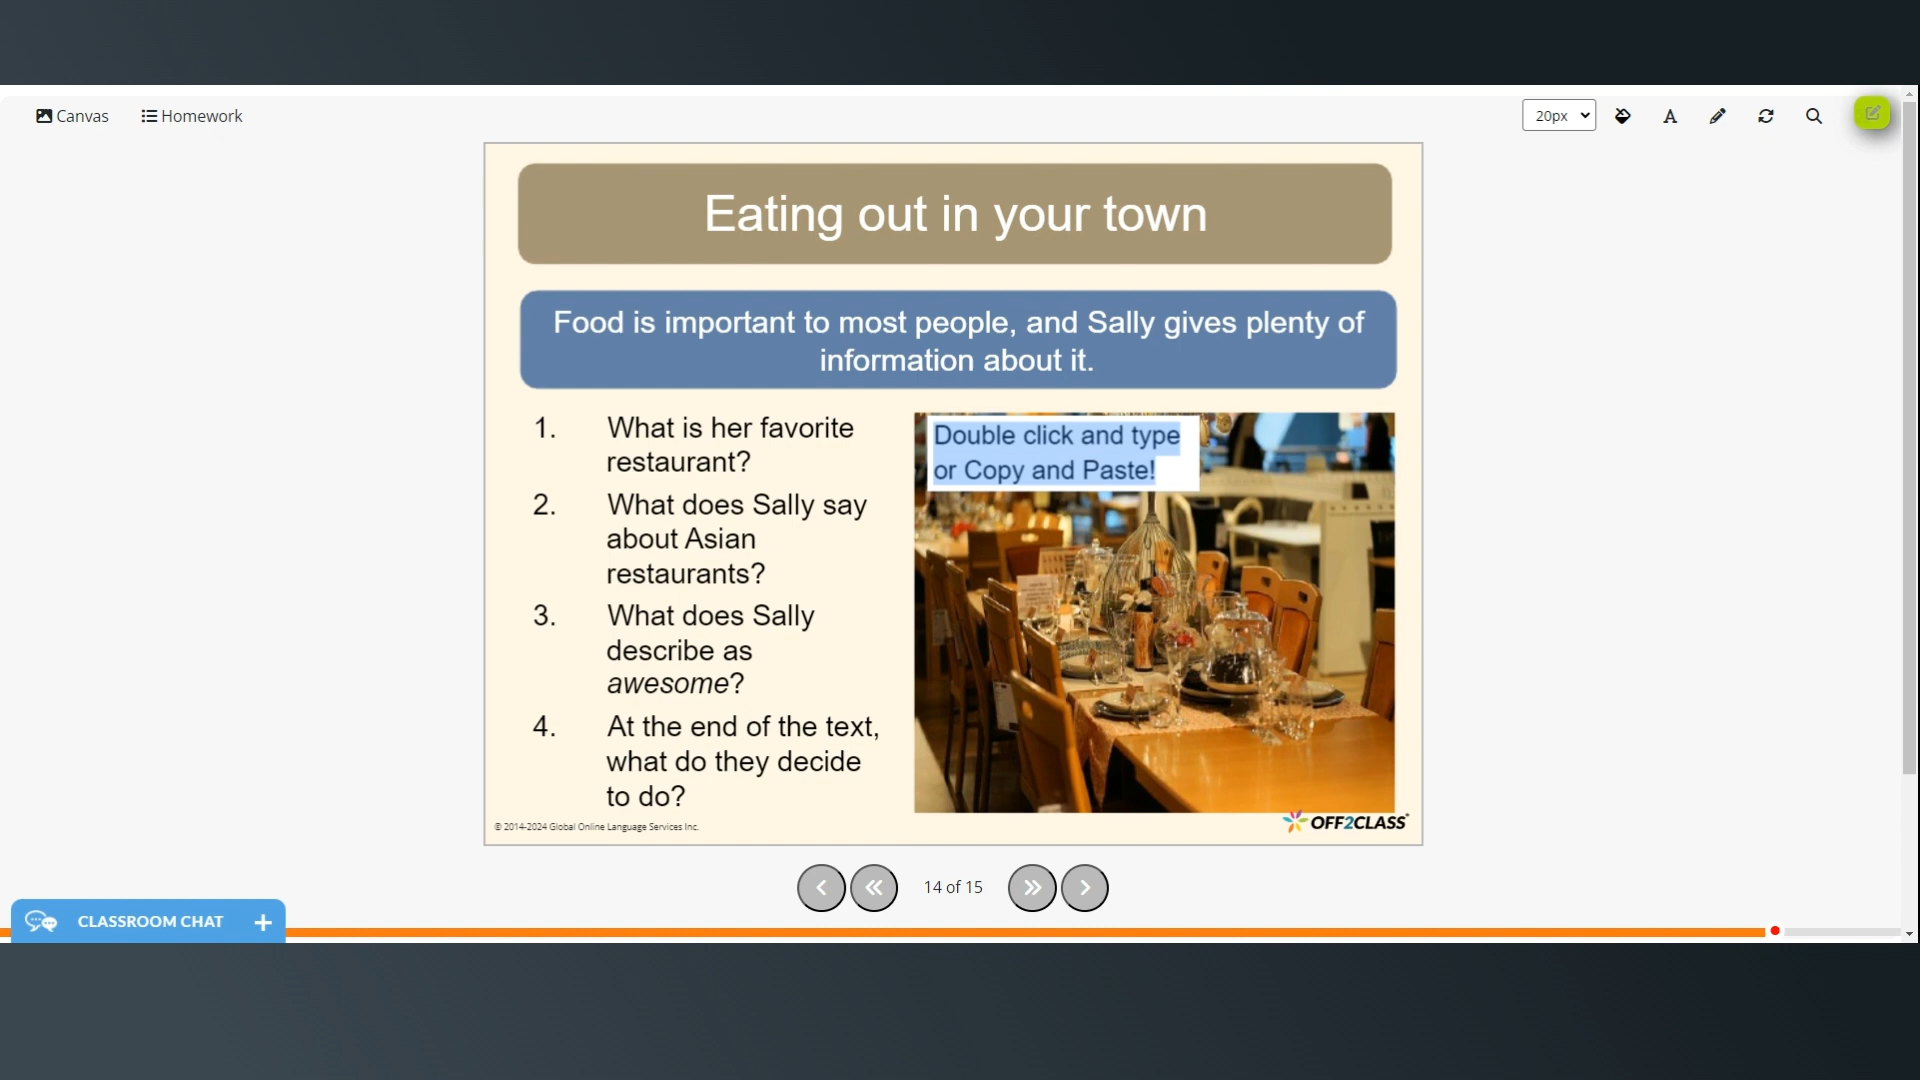 Canvas
Homework
20px
Eating out in your town
Food is important to most people, and Sally gives plenty of
information about it.
1. What is her favorite
restaurant?
2. What does Sally say
about Asian
restaurants?
3. What does Sally
describe as
awesome?
4. At the end of the text,
what do they decide
to do?
Double click and type
or Copy and Paste!
© 2014-2024 Global Online Language Services Inc.
OFF2CLASS
14 of 15
CLASSROOM CHAT